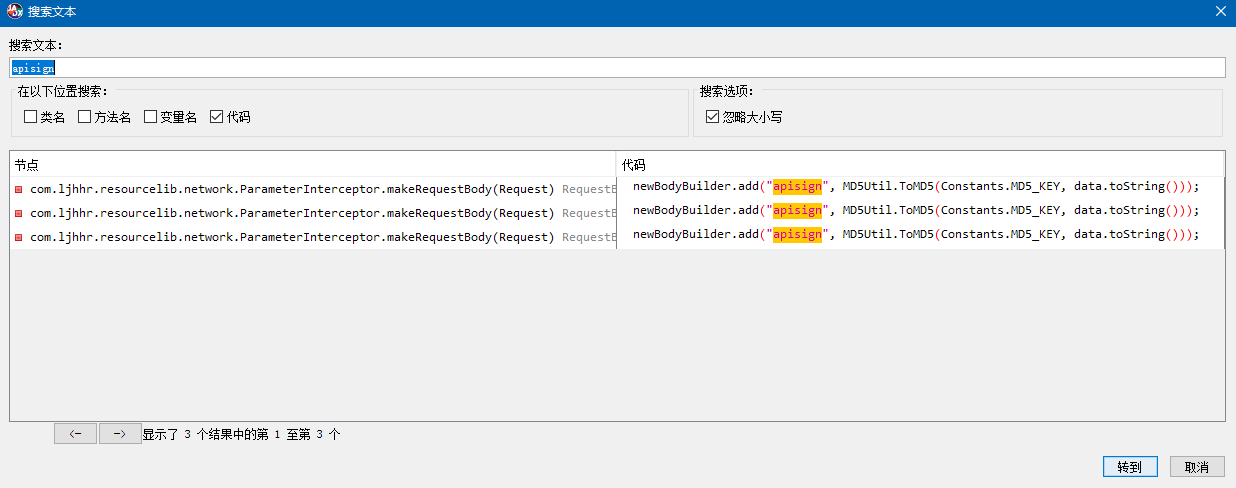 搜索文本
搜索文本：
apisign
在以下位置搜索： 搜索选项：
类名 方法名 变量名 代码 忽略大小写
节点 代码
com.ljhhr.resourcelib.network.ParameterInterceptor.makeRequestBody(Request) RequestB newBodyBuilder.add("apisign", MD5Util.ToMD5(Constants.MD5_KEY, data.toString()));
com.ljhhr.resourcelib.network.ParameterInterceptor.makeRequestBody(Request) RequestB newBodyBuilder.add("apisign", MD5Util.ToMD5(Constants.MD5_KEY, data.toString()));
com.ljhhr.resourcelib.network.ParameterInterceptor.makeRequestBody(Request) RequestB newBodyBuilder.add("apisign", MD5Util.ToMD5(Constants.MD5_KEY, data.toString()));
<- -> 显示了 3 个结果中的第 1 至第 3 个
转到 取消